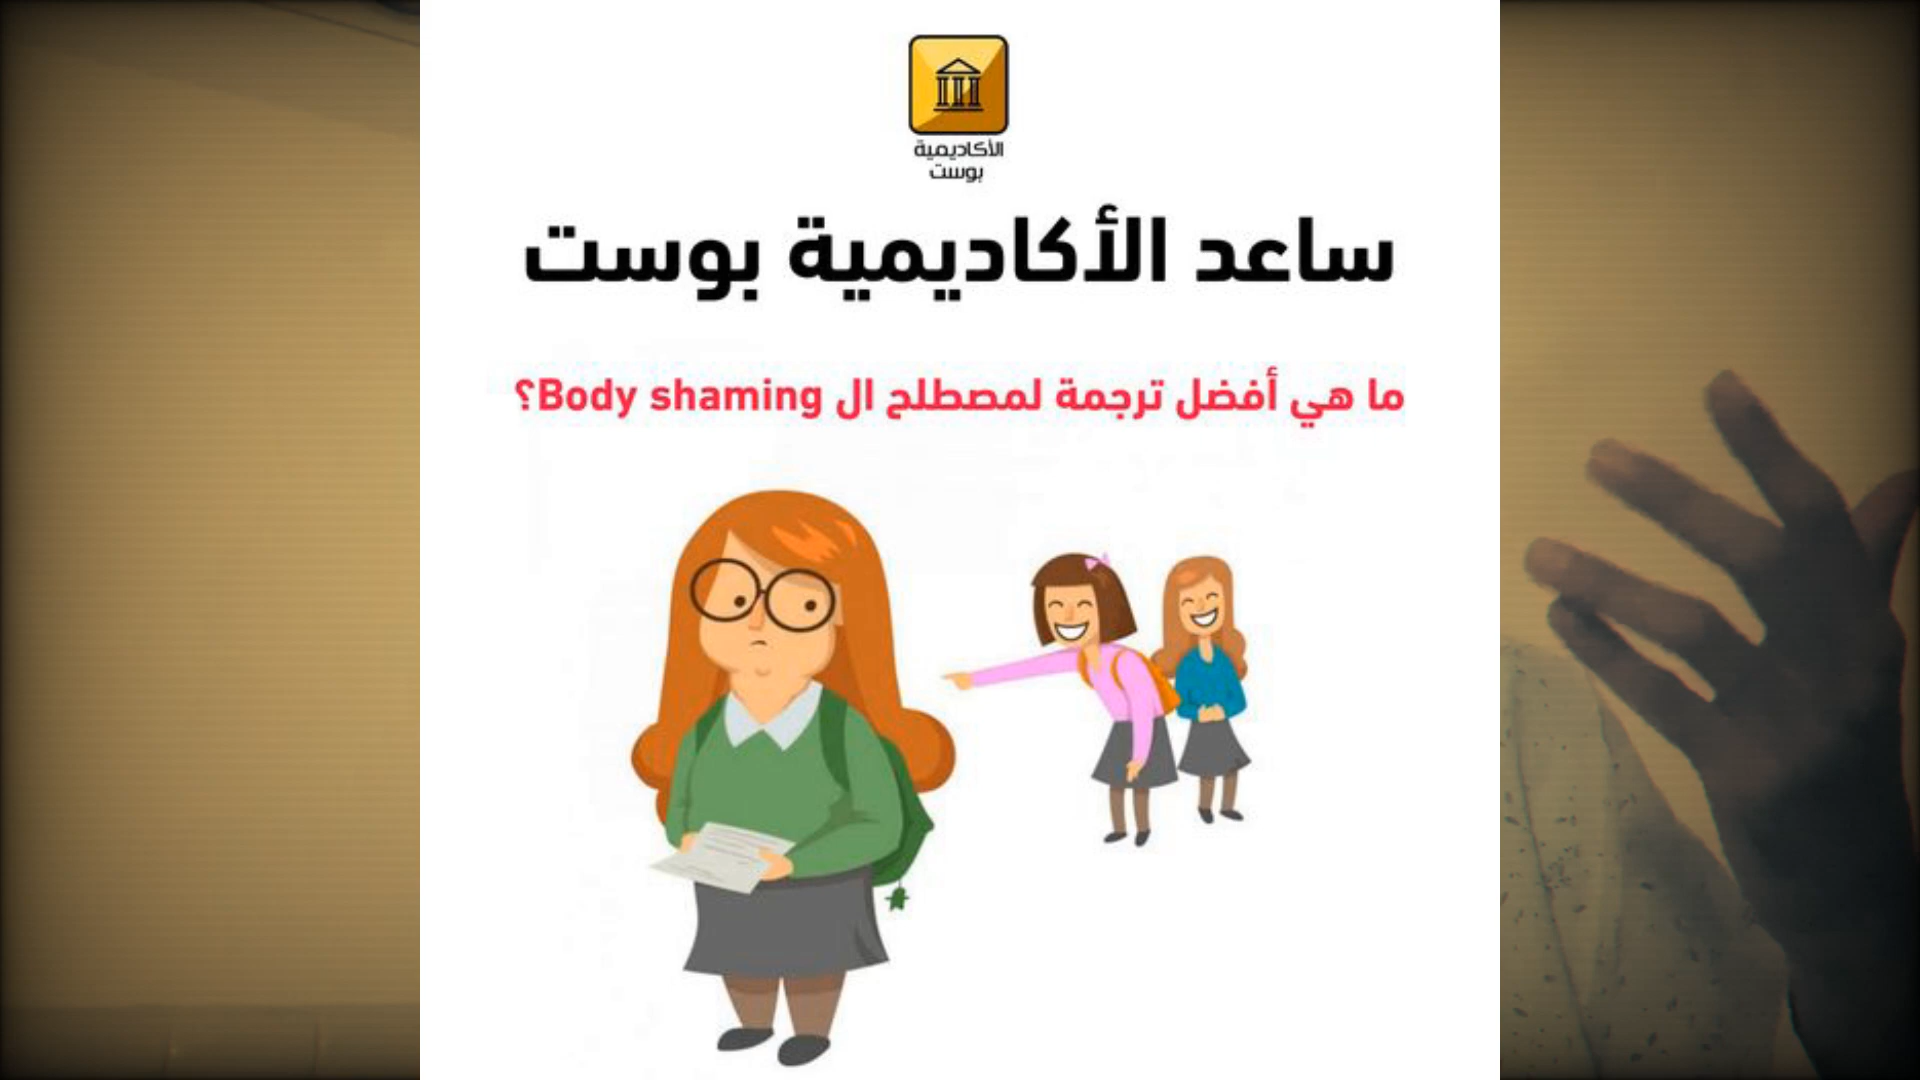 الأكاديمية
بوست
ساعد الأكاديمية بوست
ما هي أفضل ترجمة لمصطلح ال Body shaming؟